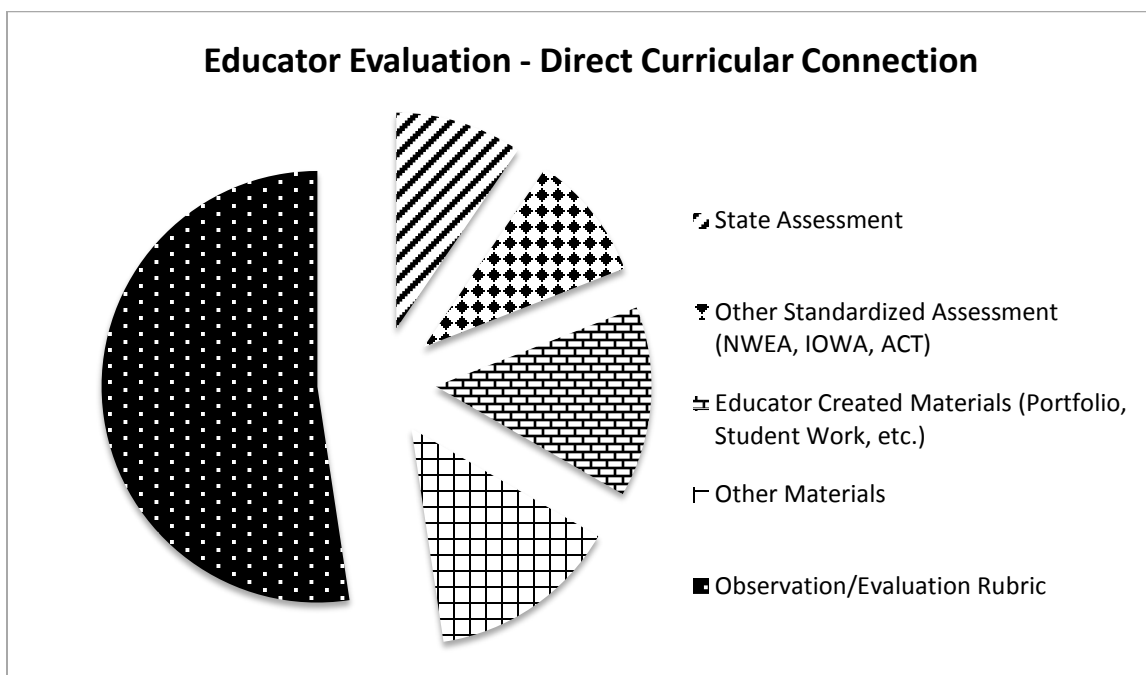 Educator Evaluation - Direct Curricular Connection
State Assessment
Other Standardized Assessment
(NWEA, IOWA, ACT)
Educator Created Materials (Portfolio,
Student Work, etc.)
Other Materials
Observation/Evaluation Rubric